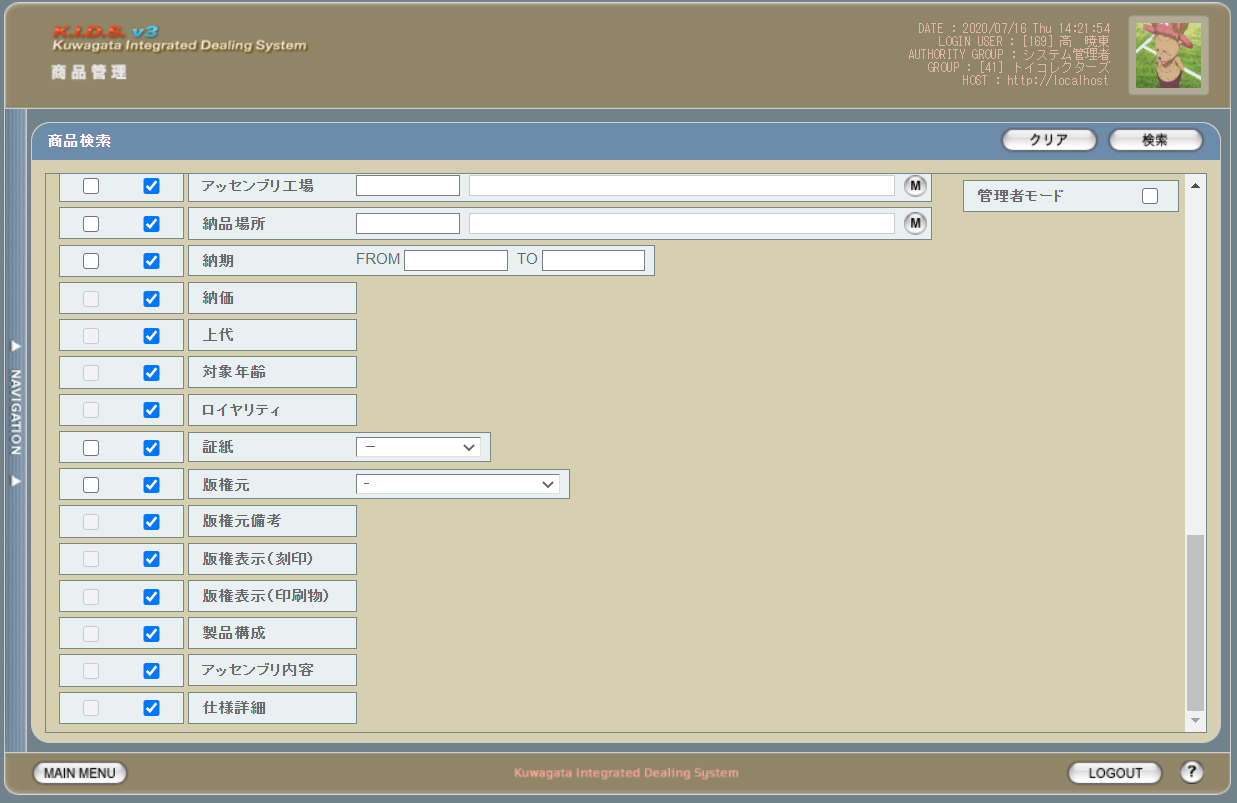 K.I.D.S. v3
Kuwagata Integrated Dealing System
商品管理
DATE : 2020/07/16 Thu 14:21:54
LOGIN USER : [169] 高 暁東
AUTHORITY GROUP : システム管理者
GROUP : [41] トイコレクターズ
HOST : http://localhost
商品検索
クリア
検索
アッセンブリ工場
M
管理者モード
納品場所
M
納期 FROM TO
納価
上代
対象年齢
ロイヤリティ
証紙 －
版権元 -
版権元備考
版権表示(刻印)
版権表示(印刷物)
製品構成
アッセンブリ内容
仕様詳細
NAVIGATION
MAIN MENU
Kuwagata Integrated Dealing System
LOGOUT
?